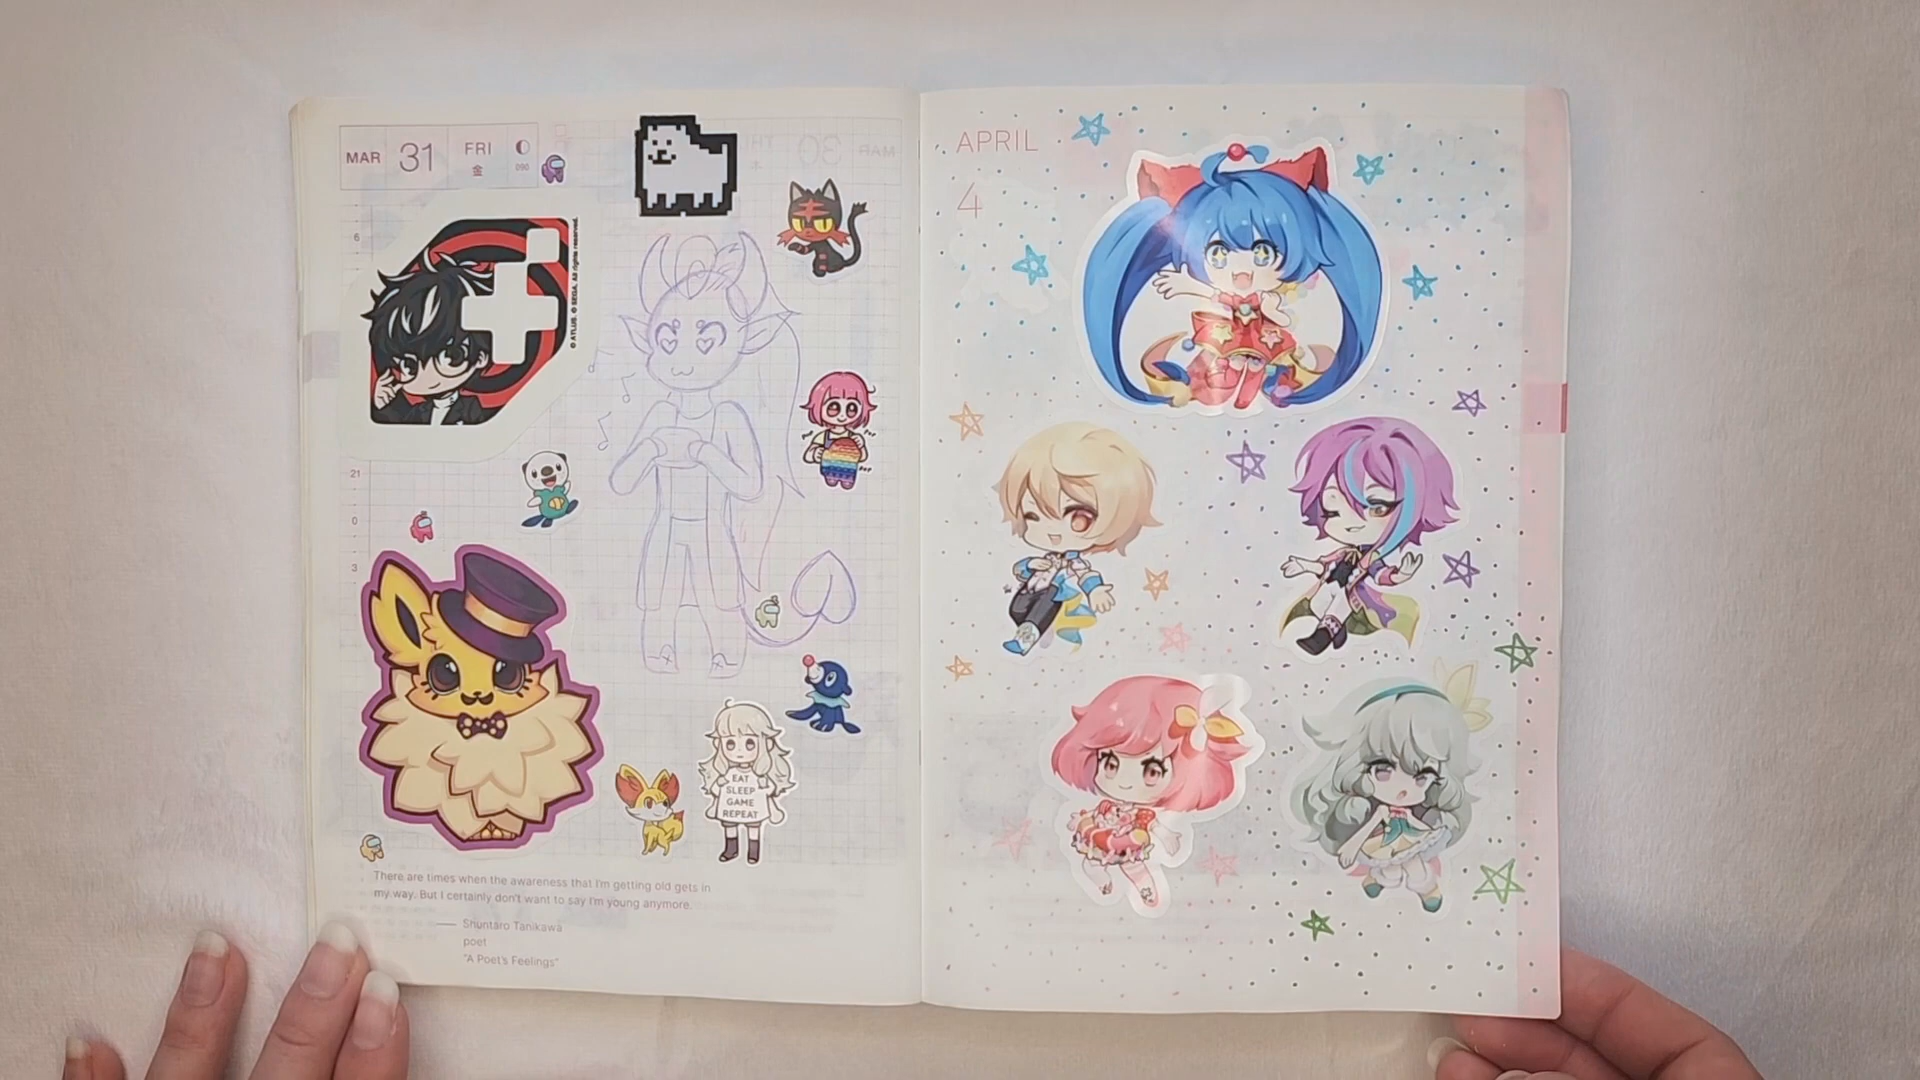 MAR 31 FRI
金 090
© ATLUS. © SEGA. All rights reserved.
6
21
0
3
EAT
SLEEP
GAME
REPEAT
There are times when the awareness that I'm getting old gets in
my way. But I certainly don't want to say I'm young anymore.
Shuntaro Tanikawa
poet
"A Poet's Feelings"
APRIL
4